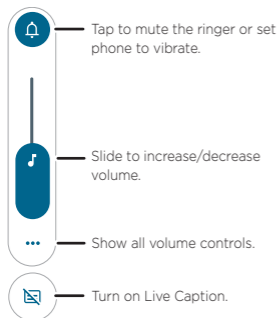 Tap to mute the ringer or set
phone to vibrate.
Slide to increase/decrease
volume.
Show all volume controls.
Turn on Live Caption.